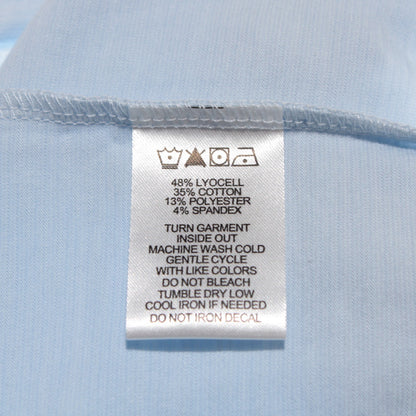 48% LYOCELL
35% COTTON
13% POLYESTER
4% SPANDEX
TURN GARMENT
INSIDE OUT
MACHINE WASH COLD
GENTLE CYCLE
WITH LIKE COLORS
DO NOT BLEACH
TUMBLE DRY LOW
COOL IRON IF NEEDED
DO NOT IRON DECAL